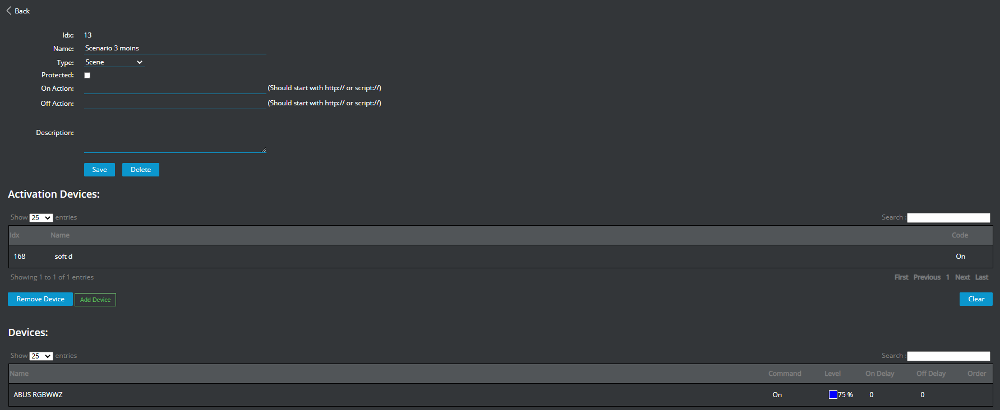 Back
Idx: 13
Name: Scenario 3 moins
Type: Scene
Protected:
On Action: (Should start with http:// or script://)
Off Action: (Should start with http:// or script://)
Description:
Save Delete
Activation Devices:
Show 25 entries Search :
Idx Name Code
168 soft d On
Showing 1 to 1 of 1 entries First Previous 1 Next Last
Remove Device Add Device Clear
Devices:
Show 25 entries Search :
Name Command Level On Delay Off Delay Order
ABUS RGBWWZ On 75 % 0 0